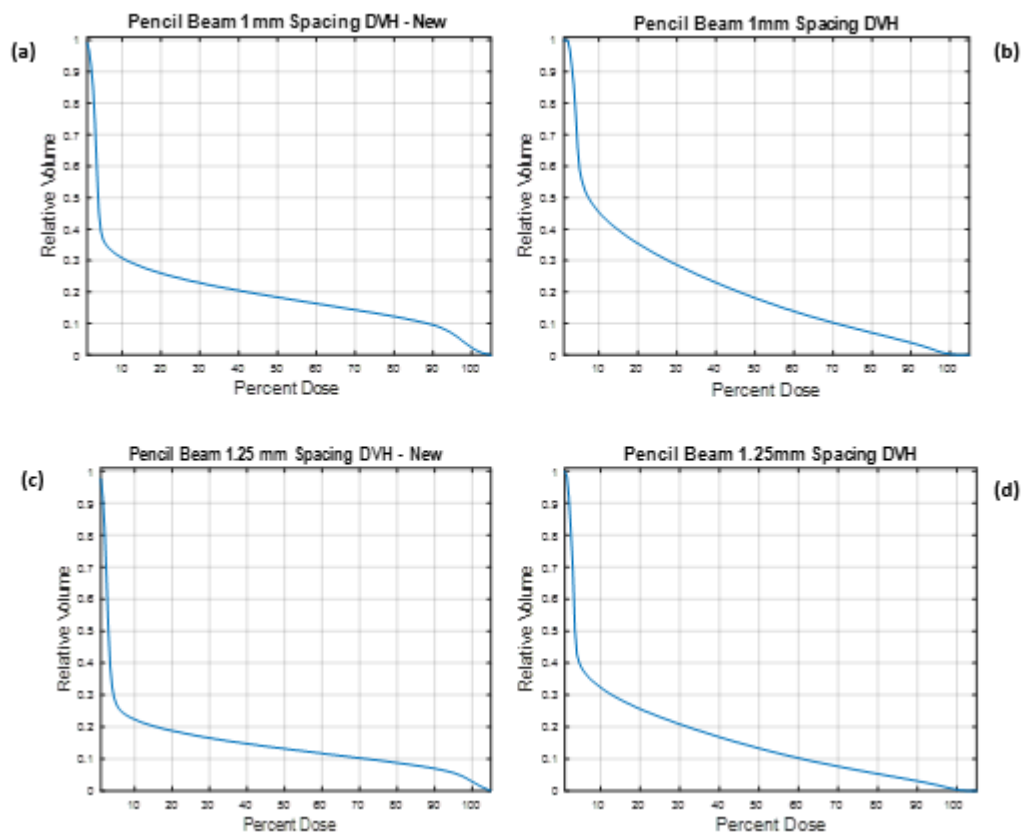 Pencil Beam 1 mm Spacing DVH - New
(a)
1
0.9
0.8
0.7
0.6
0.5
0.4
0.3
0.2
0.1
0
Relative Volume
10 20 30 40 50 60 70 80 90 100
Percent Dose
Pencil Beam 1mm Spacing DVH
(b)
1
0.9
0.8
0.7
0.6
0.5
0.4
0.3
0.2
0.1
0
Relative Volume
10 20 30 40 50 60 70 80 90 100
Percent Dose
Pencil Beam 1.25 mm Spacing DVH - New
(c)
1
0.9
0.8
0.7
0.6
0.5
0.4
0.3
0.2
0.1
0
Relative Volume
10 20 30 40 50 60 70 80 90 100
Percent Dose
Pencil Beam 1.25mm Spacing DVH
(d)
1
0.9
0.8
0.7
0.6
0.5
0.4
0.3
0.2
0.1
0
Relative Volume
10 20 30 40 50 60 70 80 90 100
Percent Dose